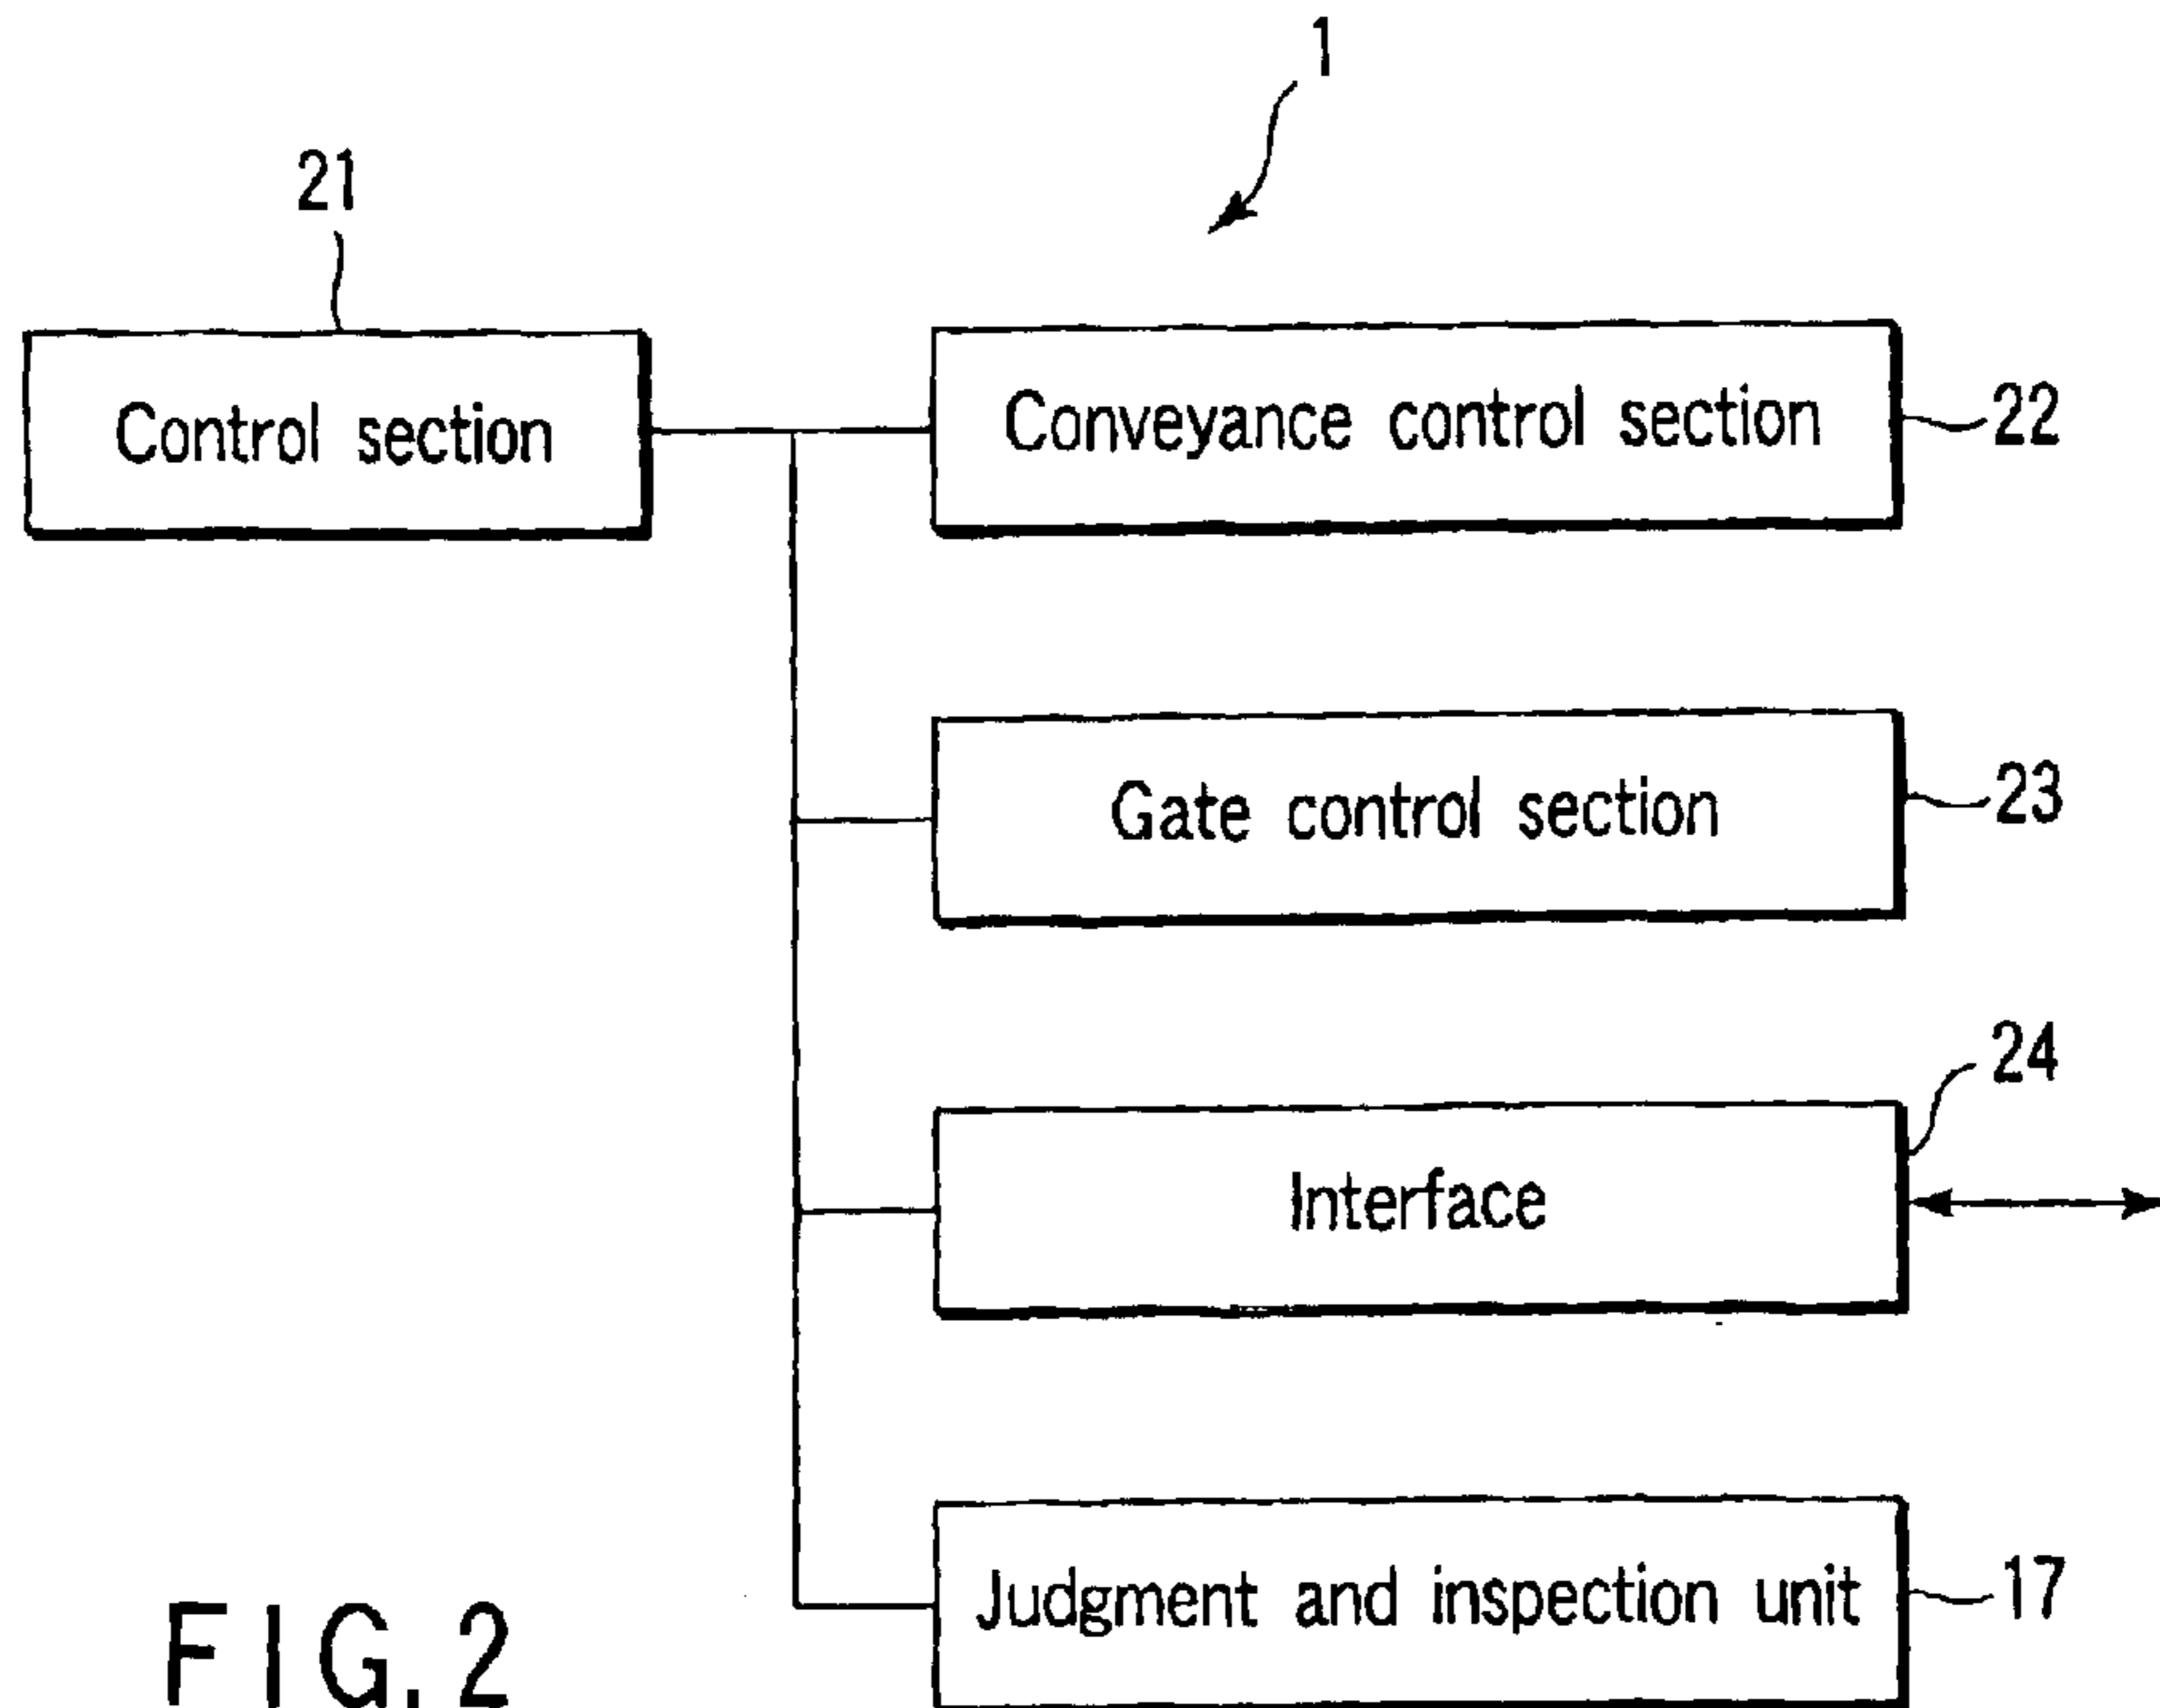 1
21
Control section
Conveyance control section
22
Gate control section
23
24
Interface
Judgment and inspection unit
17
FIG. 2